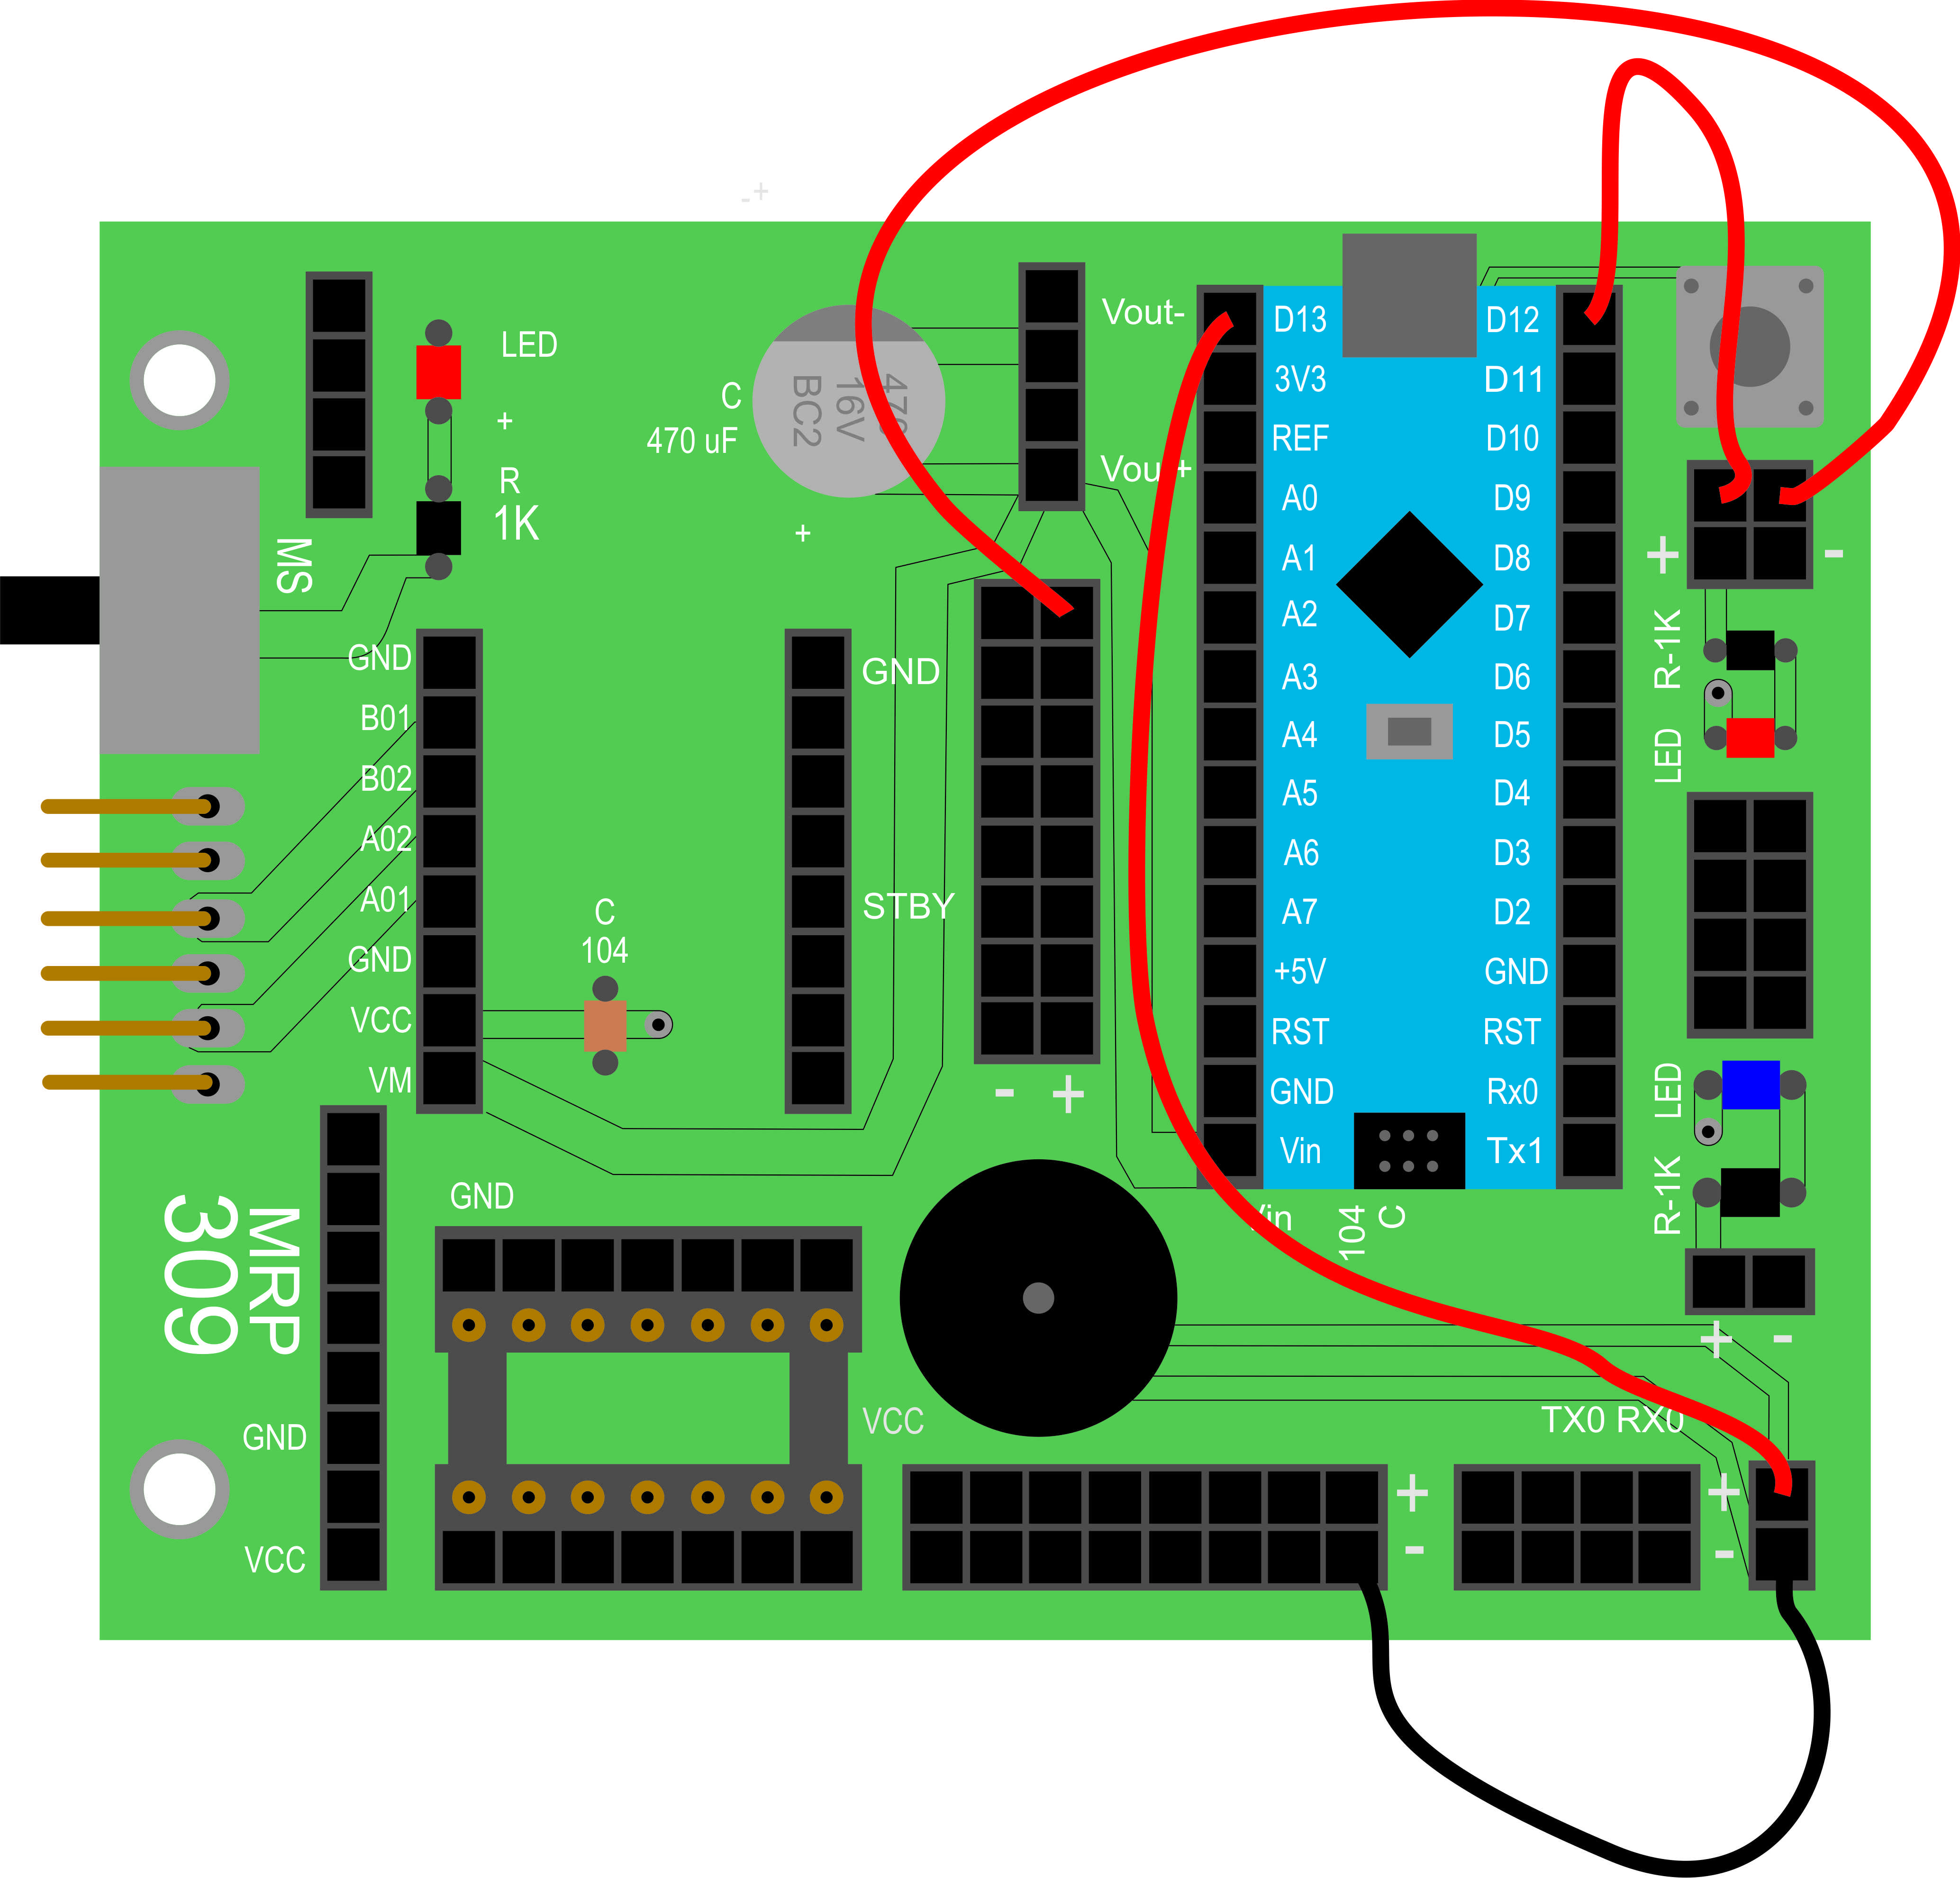 -+
LED
+
R
1K
MS
C
470 uF
470
16V
BC2
+
Vout-
Vout+
D13
3V3
REF
A0
A1
A2
A3
A4
A5
A6
A7
+5V
RST
GND
Vin
D12
D11
D10
D9
D8
D7
D6
D5
D4
D3
D2
GND
RST
Rx0
Tx1
+ -
R-1K
LED
GND
B01
B02
A02
A01
GND
VCC
VM
GND
STBY
C
104
- +
LED
R-1K
+ -
Vin
104
C
MRP
309
GND
VCC
GND
VCC
TX0 RX0
+
-
+
-